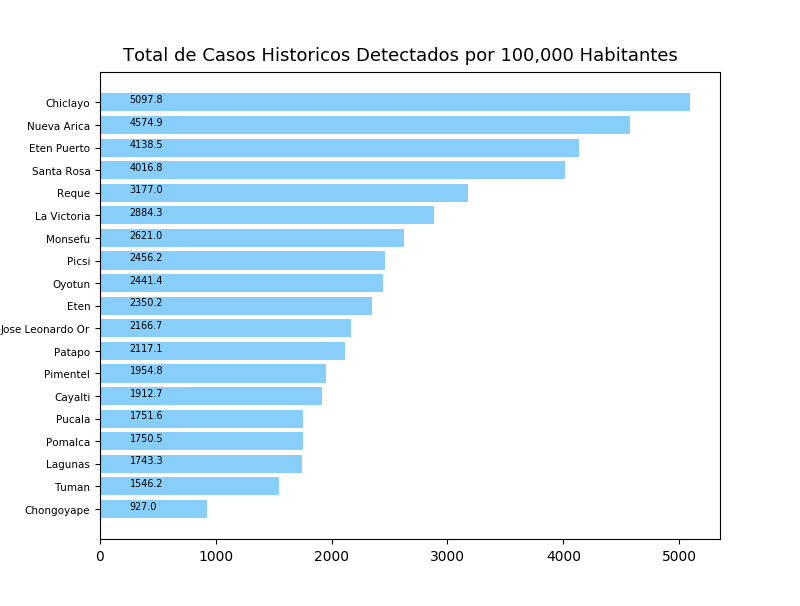 Total de Casos Historicos Detectados por 100,000 Habitantes
Chiclayo 5097.8
Nueva Arica 4574.9
Eten Puerto 4138.5
Santa Rosa 4016.8
Reque 3177.0
La Victoria 2884.3
Monsefu 2621.0
Picsi 2456.2
Oyotun 2441.4
Eten 2350.2
Jose Leonardo Or 2166.7
Patapo 2117.1
Pimentel 1954.8
Cayalti 1912.7
Pucala 1751.6
Pomalca 1750.5
Lagunas 1743.3
Tuman 1546.2
Chongoyape 927.0
0 1000 2000 3000 4000 5000